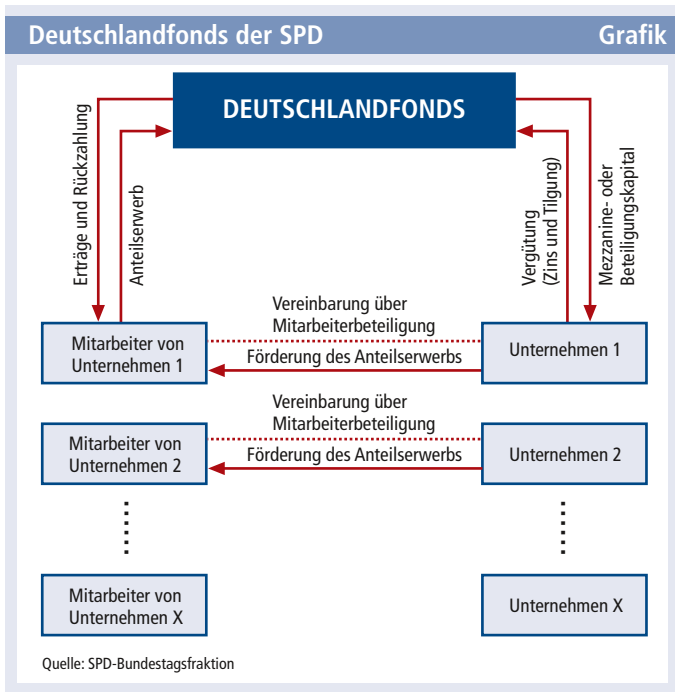 Deutschlandfonds der SPD Grafik
DEUTSCHLANDFONDS
Erträge und Rückzahlung
Anteilserwerb
Vergütung
(Zins und Tilgung)
Mezzanine- oder
Beteiligungskapital
Vereinbarung über
Mitarbeiterbeteiligung
Mitarbeiter von
Unternehmen 1
Förderung des Anteilserwerbs
Unternehmen 1
Vereinbarung über
Mitarbeiterbeteiligung
Mitarbeiter von
Unternehmen 2
Förderung des Anteilserwerbs
Unternehmen 2
Mitarbeiter von
Unternehmen X
Unternehmen X
Quelle: SPD-Bundestagsfraktion